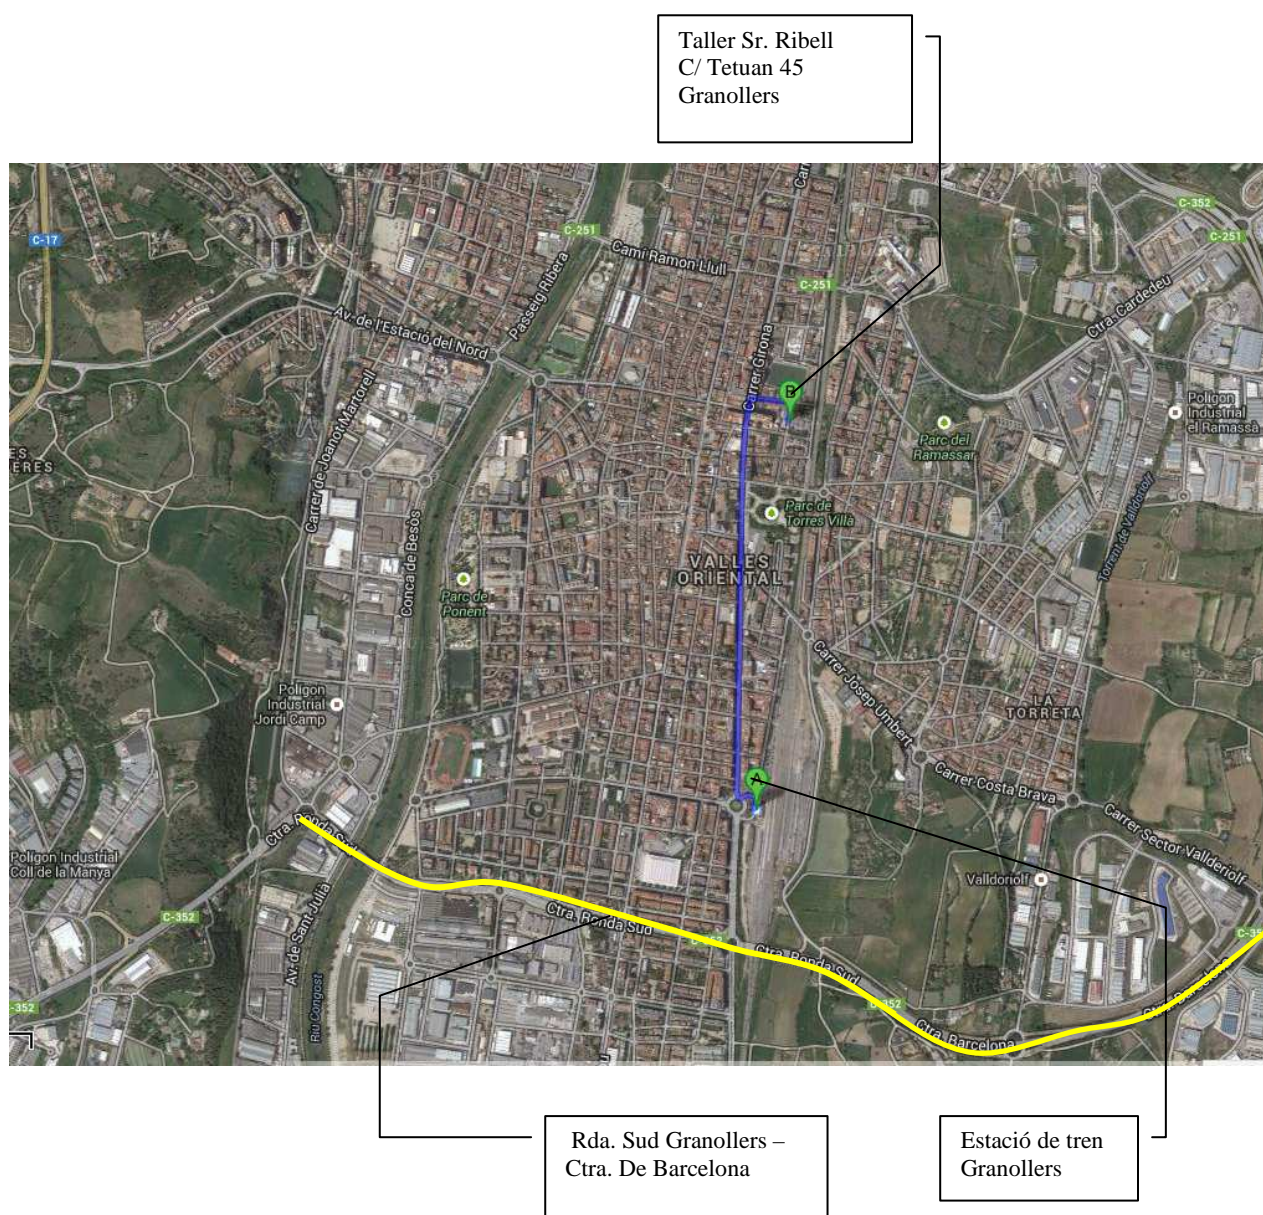 Taller Sr. Ribell
C/ Tetuan 45
Granollers
C-17
C-251
Camí Ramon Llull
Passeig Ribera
C-251
C-352
C-251
Ctra. Cardedeu
Av. de l'Estació del Nord
Carrer Girona
B
Carrer de Joanot Martorell
Parc del
Ramassar
Polígon
Industrial
el Ramassà
Parc de
Torres Villà
Torrent de Valldoriolf
VALLES
ORIENTAL
Conca de Besòs
Parc de
Ponent
Carrer Josep Umbert
LA
TORRETA
Polígon
Industrial
Jordi Camp
A
Carrer Costa Brava
Carrer Sector Vallderiolf
Ctra. Ronda Sud
Polígon Industrial
Coll de la Manya
Valldoriolf
C-352
Av. de Sant Julià
Ctra. Ronda Sud
Ctra. Ronda Sud
C-352
Riu Congost
Ctra. Barcelona
Ctra. Barcelona
-352
Rda. Sud Granollers –
Ctra. De Barcelona
Estació de tren
Granollers